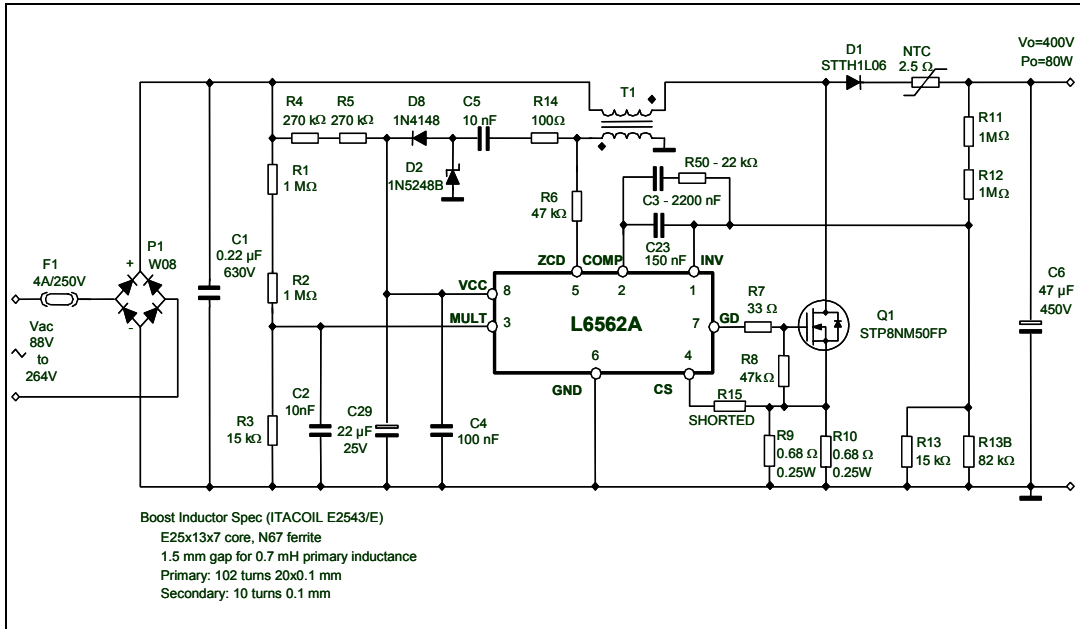 Vo=400V
Po=80W
D1
STTH1L06
NTC
2.5 Ω
T1
R4
270 kΩ
R5
270 kΩ
D8
1N4148
C5
10 nF
R14
100Ω
R11
1MΩ
R12
1MΩ
R1
1 MΩ
D2
1N5248B
R50 - 22 kΩ
R6
47 kΩ
C3 - 2200 nF
C23
150 nF
P1
W08
+
-
F1
4A/250V
C1
0.22 µF
630V
R2
1 MΩ
ZCD
COMP
INV
5
2
1
VCC
8
MULT
3
L6562A
7
GD
R7
33 Ω
Q1
STP8NM50FP
C6
47 µF
450V
Vac
88V
to
264V
6
4
GND
CS
R8
47kΩ
R15
SHORTED
C2
10nF
R3
15 kΩ
C29
22 µF
25V
C4
100 nF
R9
0.68 Ω
0.25W
R10
0.68 Ω
0.25W
R13
15 kΩ
R13B
82 kΩ
Boost Inductor Spec (ITACOIL E2543/E)
E25x13x7 core, N67 ferrite
1.5 mm gap for 0.7 mH primary inductance
Primary: 102 turns 20x0.1 mm
Secondary: 10 turns 0.1 mm